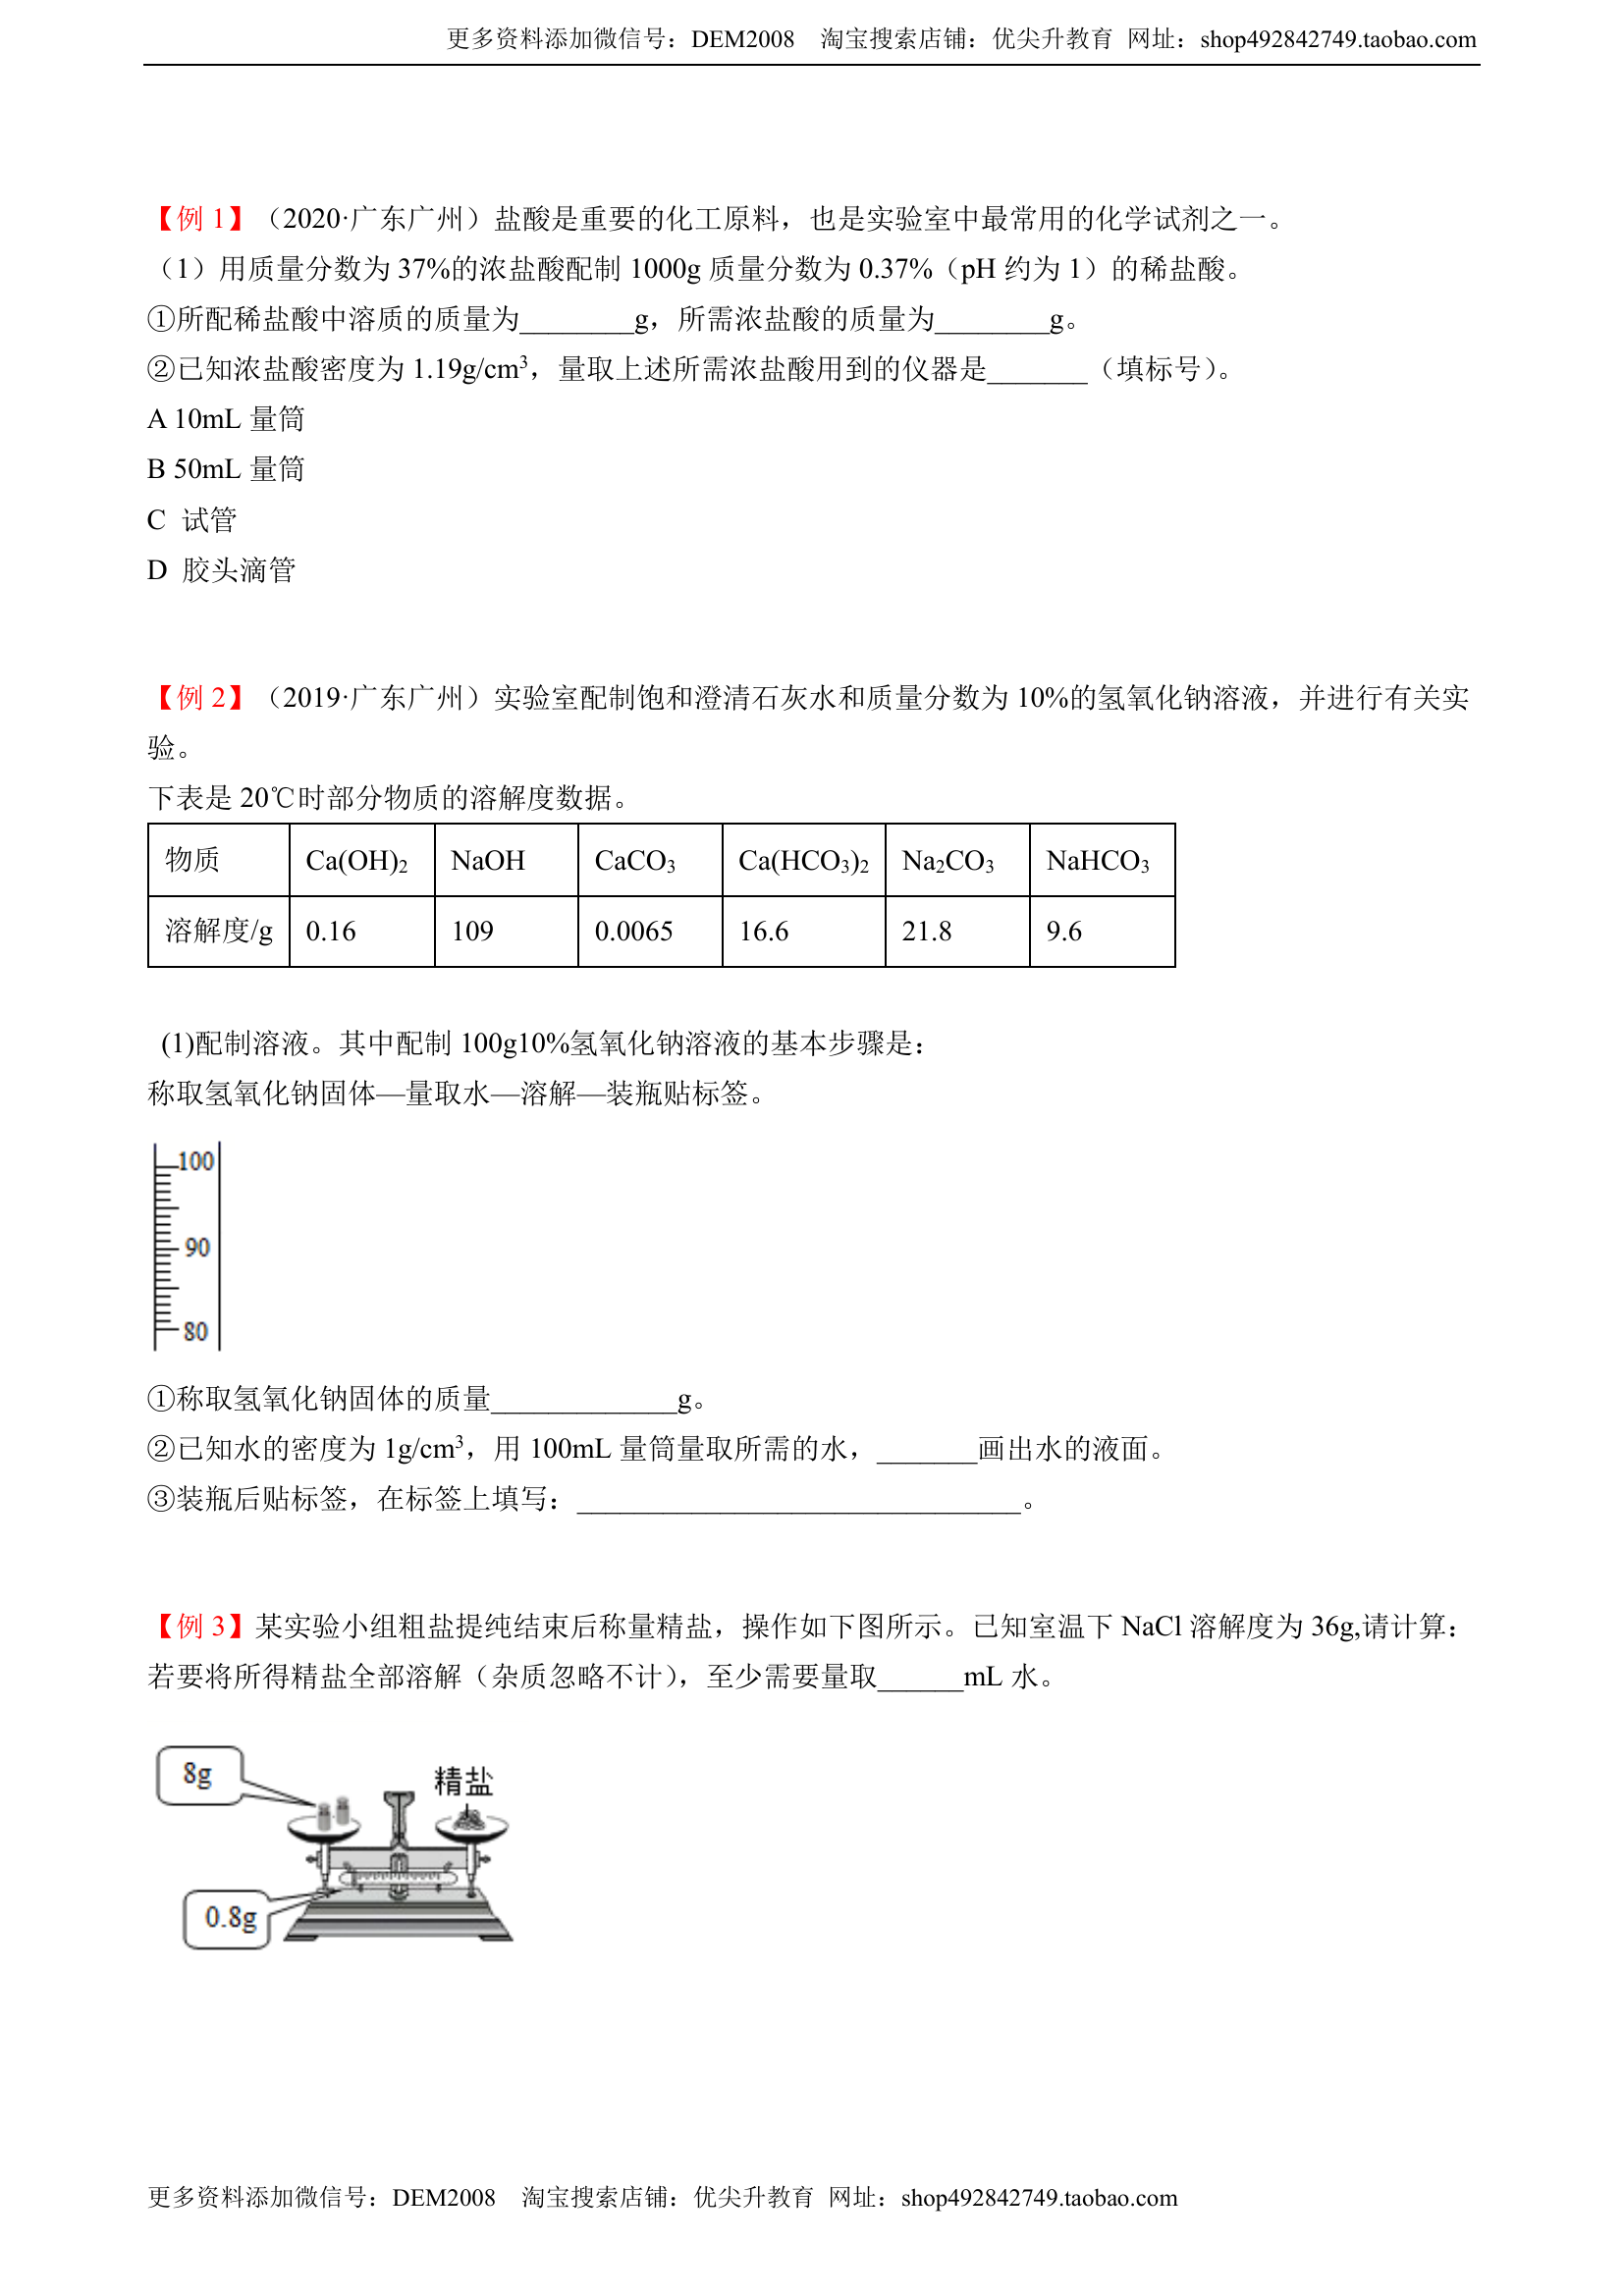 更多资料添加微信号：DEM2008    淘宝搜索店铺：优尖升教育  网址：shop492842749.taobao.com
【例 1】（2020·广东广州）盐酸是重要的化工原料，也是实验室中最常用的化学试剂之一。
（1）用质量分数为 37%的浓盐酸配制 1000g 质量分数为 0.37%（pH 约为 1）的稀盐酸。
①所配稀盐酸中溶质的质量为________g，所需浓盐酸的质量为________g。
②已知浓盐酸密度为 1.19g/cm³，量取上述所需浓盐酸用到的仪器是_______（填标号）。
A 10mL 量筒
B 50mL 量筒
C  试管
D  胶头滴管
【例 2】（2019·广东广州）实验室配制饱和澄清石灰水和质量分数为 10%的氢氧化钠溶液，并进行有关实
验。
下表是 20℃时部分物质的溶解度数据。
物质 Ca(OH)₂ NaOH CaCO₃ Ca(HCO₃)₂ Na₂CO₃ NaHCO₃
溶解度/g 0.16 109 0.0065 16.6 21.8 9.6
(1)配制溶液。其中配制 100g10%氢氧化钠溶液的基本步骤是：
称取氢氧化钠固体—量取水—溶解—装瓶贴标签。
100
90
80
①称取氢氧化钠固体的质量_____________g。
②已知水的密度为 1g/cm³，用 100mL 量筒量取所需的水，_______画出水的液面。
③装瓶后贴标签，在标签上填写：_______________________________。
【例 3】某实验小组粗盐提纯结束后称量精盐，操作如下图所示。已知室温下 NaCl 溶解度为 36g,请计算：
若要将所得精盐全部溶解（杂质忽略不计），至少需要量取______mL 水。
8g
精盐
0.8g
更多资料添加微信号：DEM2008    淘宝搜索店铺：优尖升教育  网址：shop492842749.taobao.com